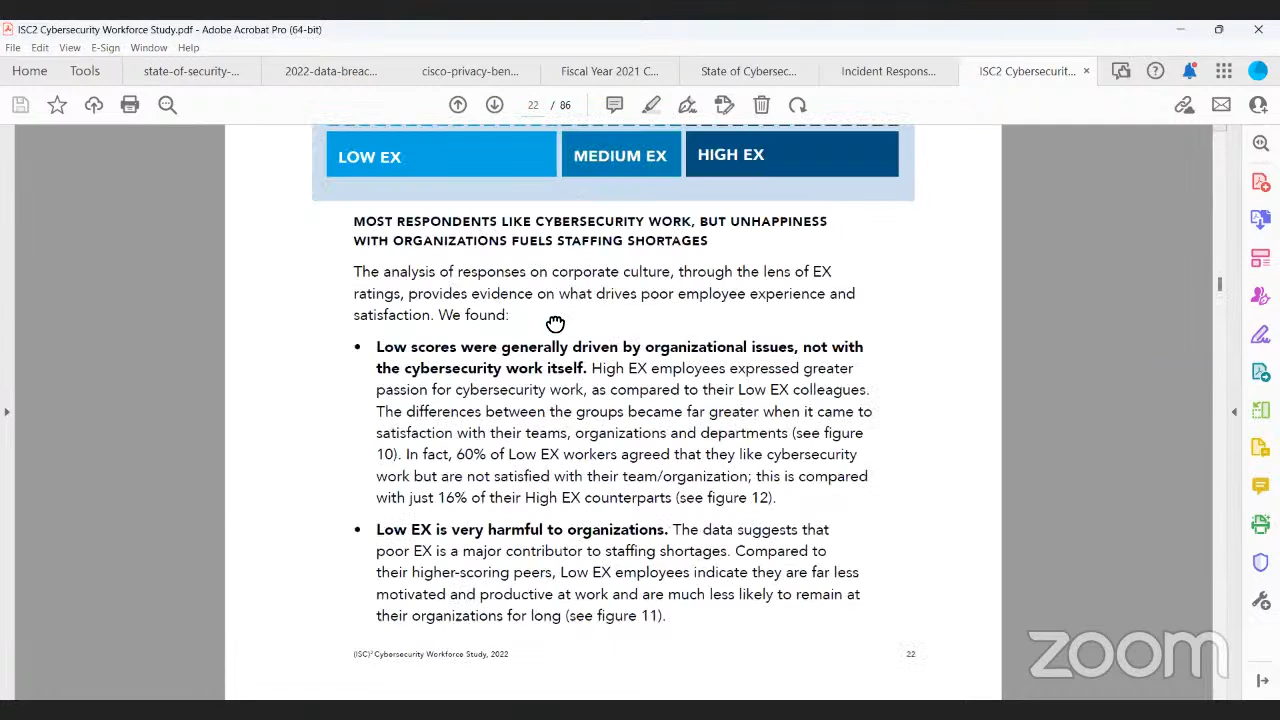 ISC2 Cybersecurity Workforce Study.pdf - Adobe Acrobat Pro (64-bit)
File Edit View E-Sign Window Help
Home Tools state-of-security-... 2022-data-breac... cisco-privacy-ben... Fiscal Year 2021 C... State of Cybersec... Incident Respons... ISC2 Cybersecurit... ×
22 / 86
LOW EX MEDIUM EX HIGH EX
MOST RESPONDENTS LIKE CYBERSECURITY WORK, BUT UNHAPPINESS
WITH ORGANIZATIONS FUELS STAFFING SHORTAGES
The analysis of responses on corporate culture, through the lens of EX
ratings, provides evidence on what drives poor employee experience and
satisfaction. We found:
• Low scores were generally driven by organizational issues, not with
the cybersecurity work itself. High EX employees expressed greater
passion for cybersecurity work, as compared to their Low EX colleagues.
The differences between the groups became far greater when it came to
satisfaction with their teams, organizations and departments (see figure
10). In fact, 60% of Low EX workers agreed that they like cybersecurity
work but are not satisfied with their team/organization; this is compared
with just 16% of their High EX counterparts (see figure 12).
• Low EX is very harmful to organizations. The data suggests that
poor EX is a major contributor to staffing shortages. Compared to
their higher-scoring peers, Low EX employees indicate they are far less
motivated and productive at work and are much less likely to remain at
their organizations for long (see figure 11).
(ISC)² Cybersecurity Workforce Study, 2022 22
zoom